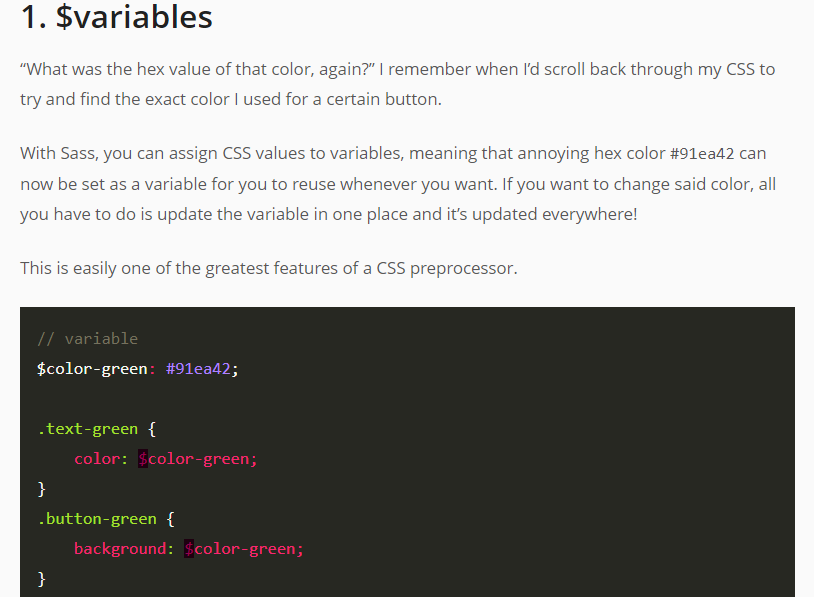 1. $variables
“What was the hex value of that color, again?” I remember when I’d scroll back through my CSS to
try and find the exact color I used for a certain button.
With Sass, you can assign CSS values to variables, meaning that annoying hex color #91ea42 can
now be set as a variable for you to reuse whenever you want. If you want to change said color, all
you have to do is update the variable in one place and it’s updated everywhere!
This is easily one of the greatest features of a CSS preprocessor.
// variable
$color-green: #91ea42;
.text-green {
color: $color-green;
}
.button-green {
background: $color-green;
}